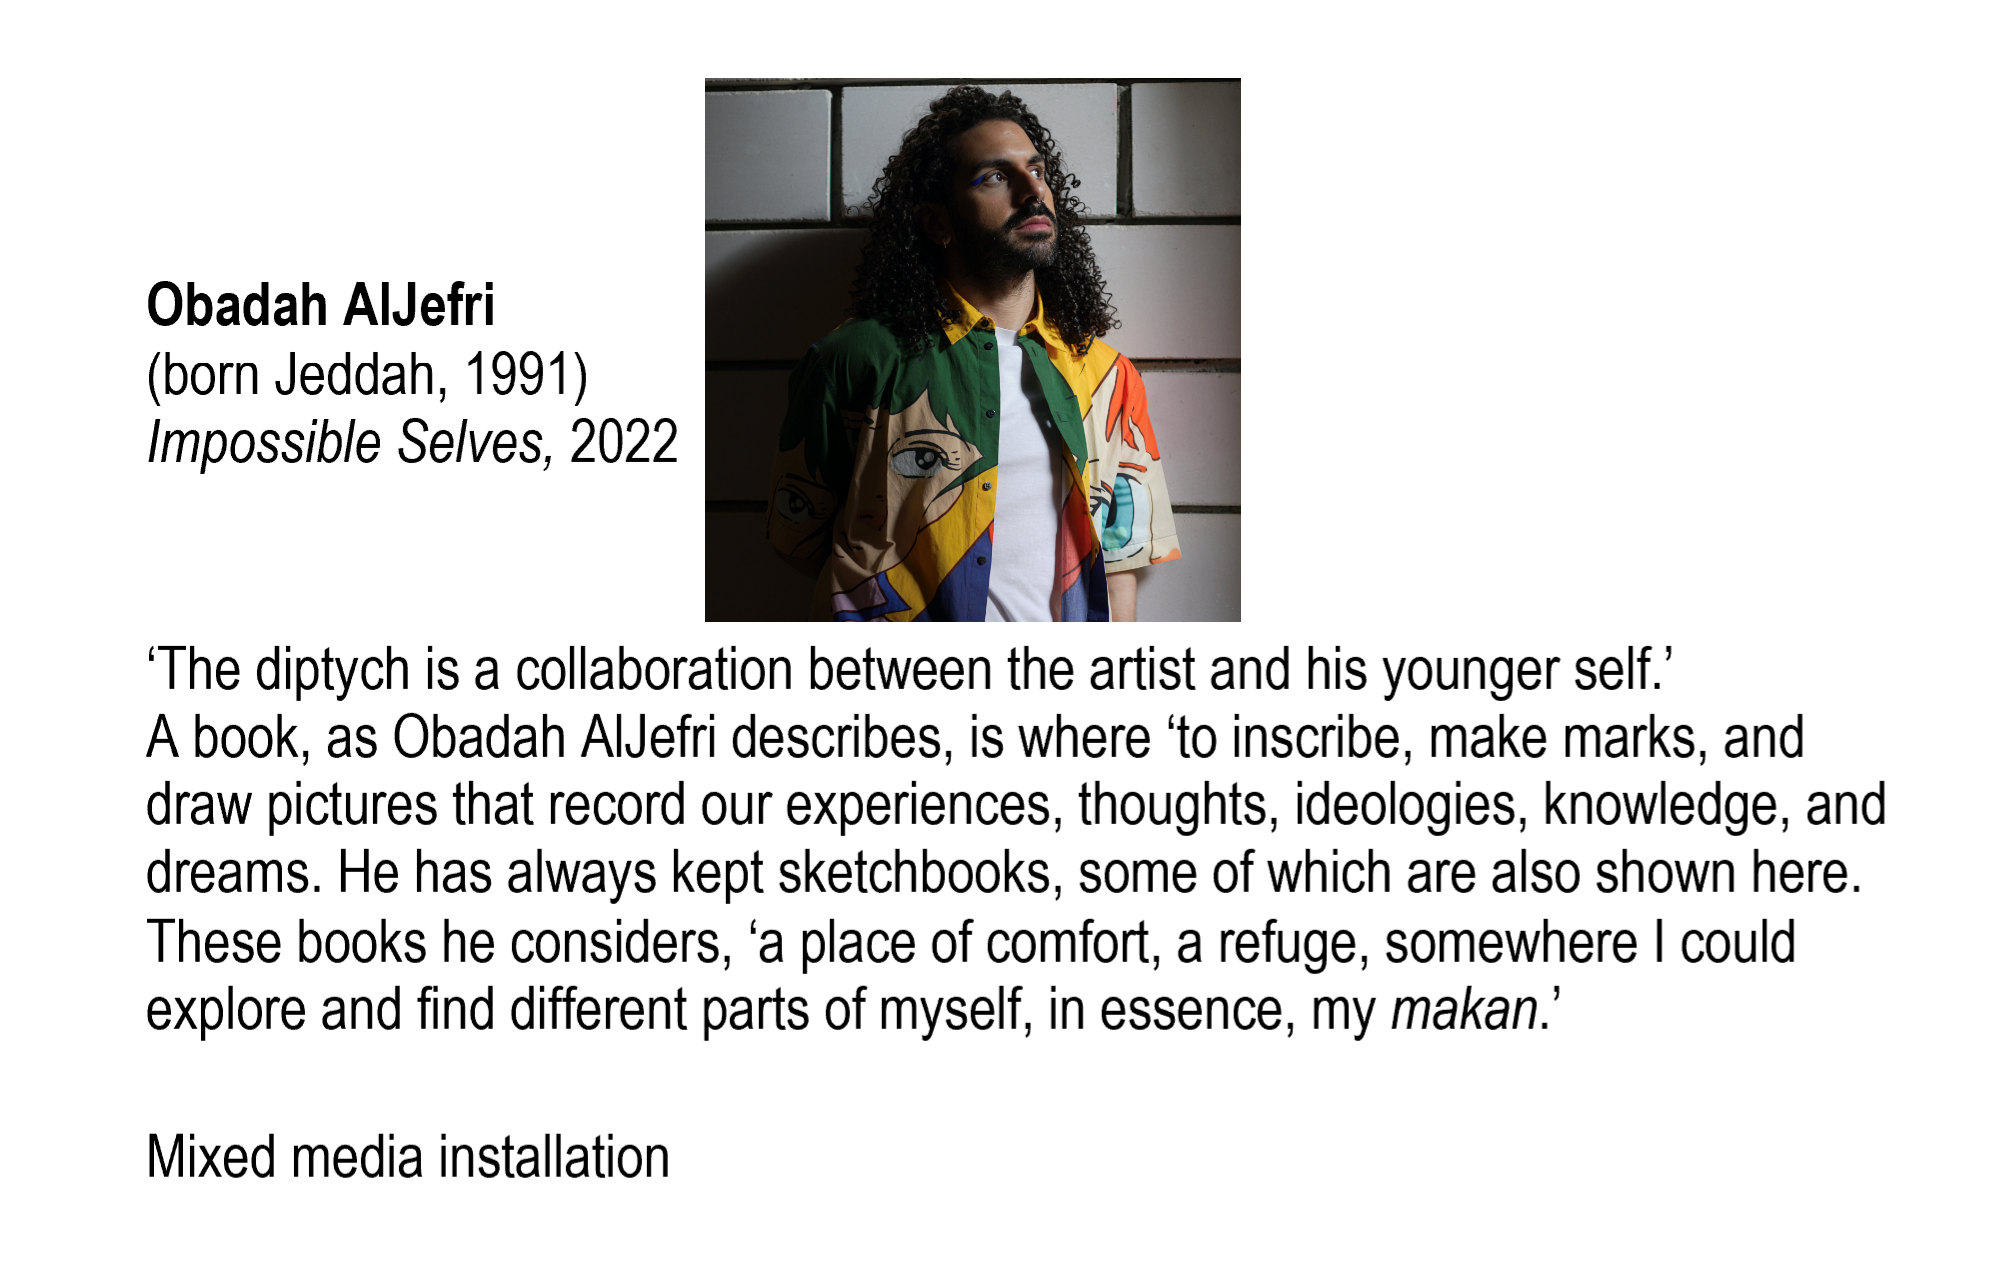 Obadah AlJefri
(born Jeddah, 1991)
Impossible Selves, 2022
‘The diptych is a collaboration between the artist and his younger self.’
A book, as Obadah AlJefri describes, is where ‘to inscribe, make marks, and
draw pictures that record our experiences, thoughts, ideologies, knowledge, and
dreams. He has always kept sketchbooks, some of which are also shown here.
These books he considers, ‘a place of comfort, a refuge, somewhere I could
explore and find different parts of myself, in essence, my makan.’
Mixed media installation